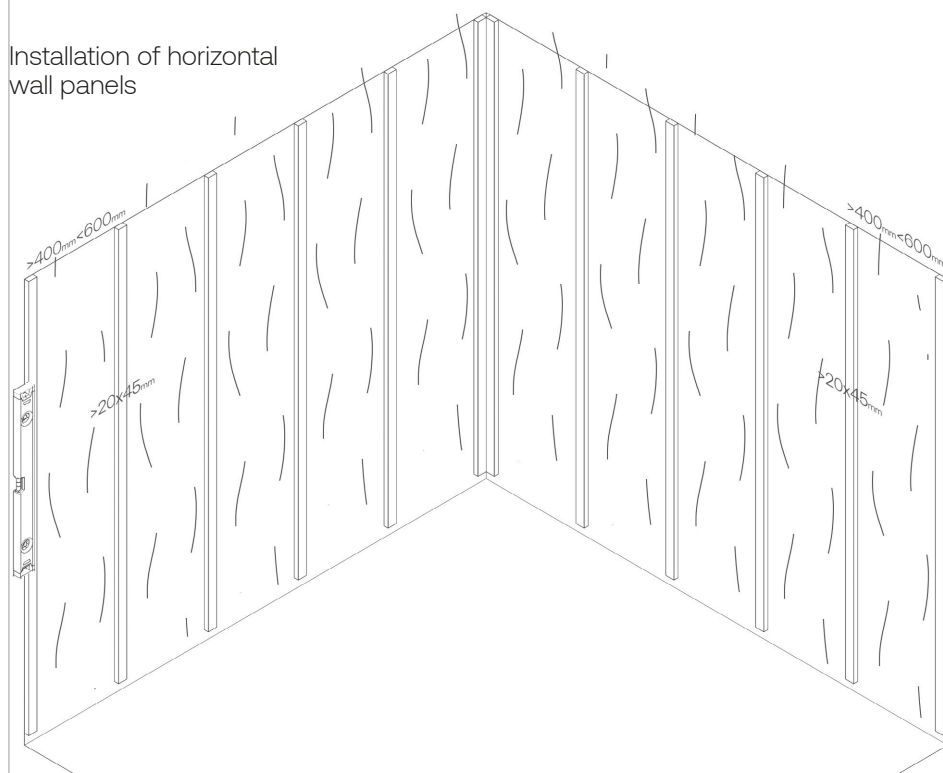 Installation of horizontal
wall panels
>400mm<600mm
>400mm<600mm
>20x45mm
>20x45mm